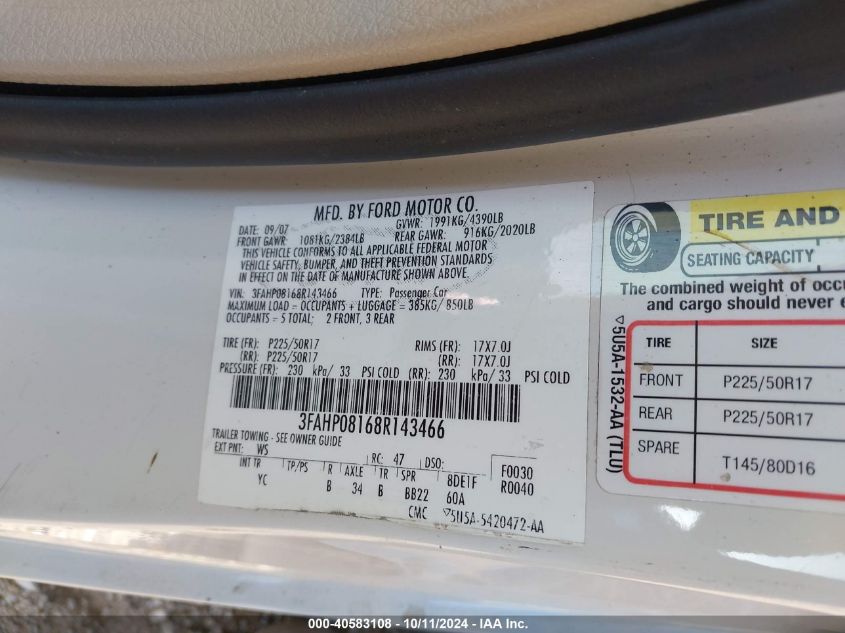 MFD. BY FORD MOTOR CO.
DATE: 09/07 GVWR: 1991KG/4390LB
FRONT GAWR: 1081KG/2384LB REAR GAWR: 916KG/2020LB
THIS VEHICLE CONFORMS TO ALL APPLICABLE FEDERAL MOTOR
VEHICLE SAFETY, BUMPER, AND THEFT PREVENTION STANDARDS
IN EFFECT ON THE DATE OF MANUFACTURE SHOWN ABOVE.
VIN: 3FAHP08168R143466 TYPE: Passenger Car
MAXIMUM LOAD = OCCUPANTS + LUGGAGE = 385KG/ 850LB
OCCUPANTS = 5 TOTAL: 2 FRONT, 3 REAR
TIRE (FR): P225/50R17 RIMS (FR): 17X7.0J
(RR): P225/50R17 (RR): 17X7.0J
PRESSURE (FR): 230 kPa/ 33 PSI COLD (RR): 230 kPa/ 33 PSI COLD
3FAHP08168R143466
TRAILER TOWING - SEE OWNER GUIDE
EXT PNT: WS RC: 47 DSO: F0030
INT TR TP/PS R AXLE TR SPR 8DE1F R0040
YC B 34 B BB22 60A
CMC ▽5U5A-5420472-AA
TIRE AND
SEATING CAPACITY
The combined weight of occu
and cargo should never e
▽5U5A-1532-AA (TL0)
TIRE SIZE
FRONT P225/50R17
REAR P225/50R17
SPARE T145/80D16
000-40583108 - 10/11/2024 - IAA Inc.